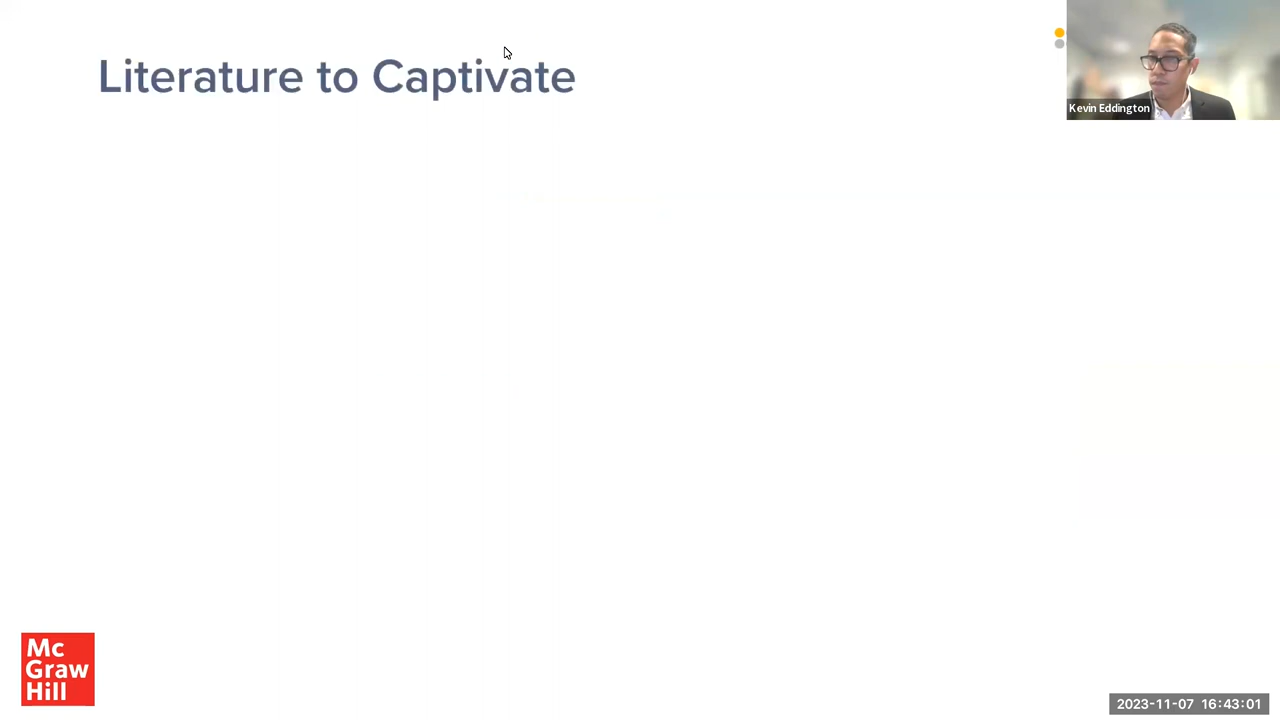 Literature to Captivate
Kevin Eddington
Mc
Graw
Hill
2023-11-07 16:43:01